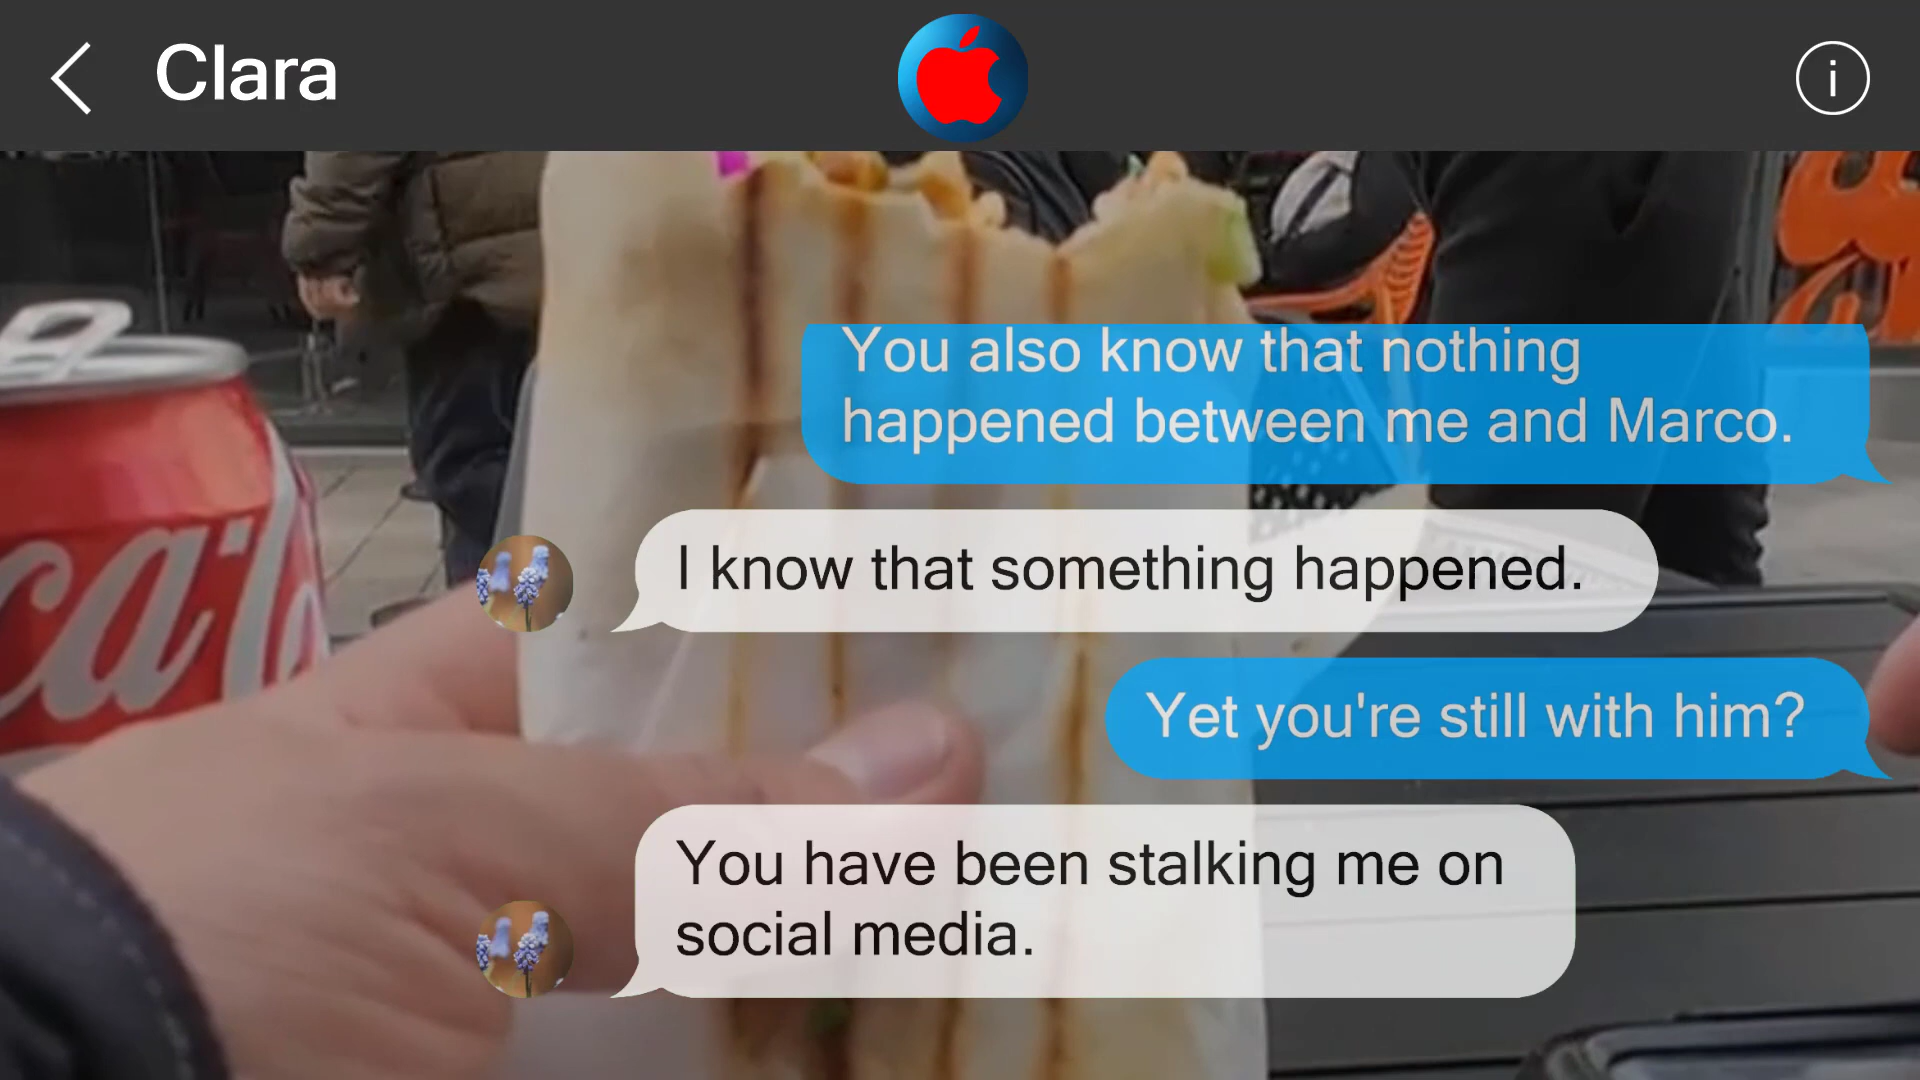 Clara
You also know that nothing
happened between me and Marco.
I know that something happened.
Yet you're still with him?
You have been stalking me on
social media.